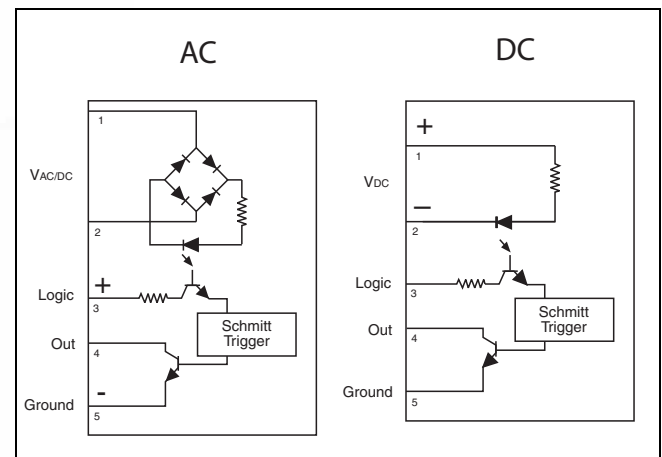 AC
1
VAC/DC
2
+
Logic
3
Out
4
Schmitt
Trigger
-
Ground
5
DC
+
1
VDC
—
2
Logic
3
Out
4
Schmitt
Trigger
Ground
5